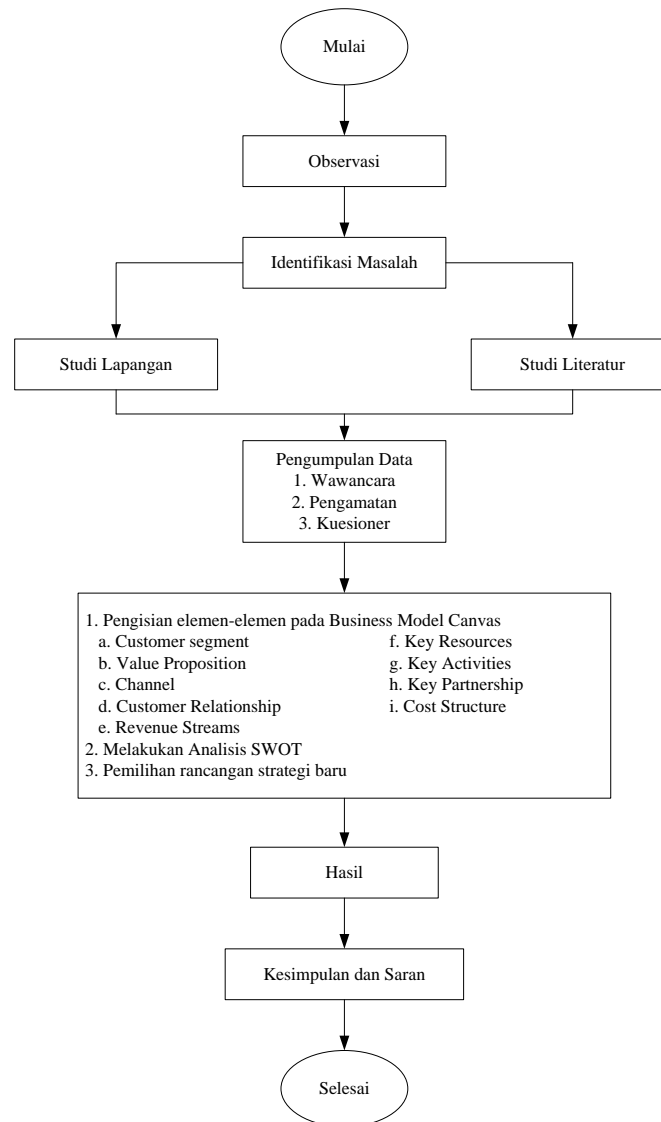 Mulai
Observasi
Identifikasi Masalah
Studi Lapangan
Studi Literatur
Pengumpulan Data
1. Wawancara
2. Pengamatan
3. Kuesioner
1. Pengisian elemen-elemen pada Business Model Canvas
a. Customer segment
b. Value Proposition
c. Channel
d. Customer Relationship
e. Revenue Streams
f. Key Resources
g. Key Activities
h. Key Partnership
i. Cost Structure
2. Melakukan Analisis SWOT
3. Pemilihan rancangan strategi baru
Hasil
Kesimpulan dan Saran
Selesai